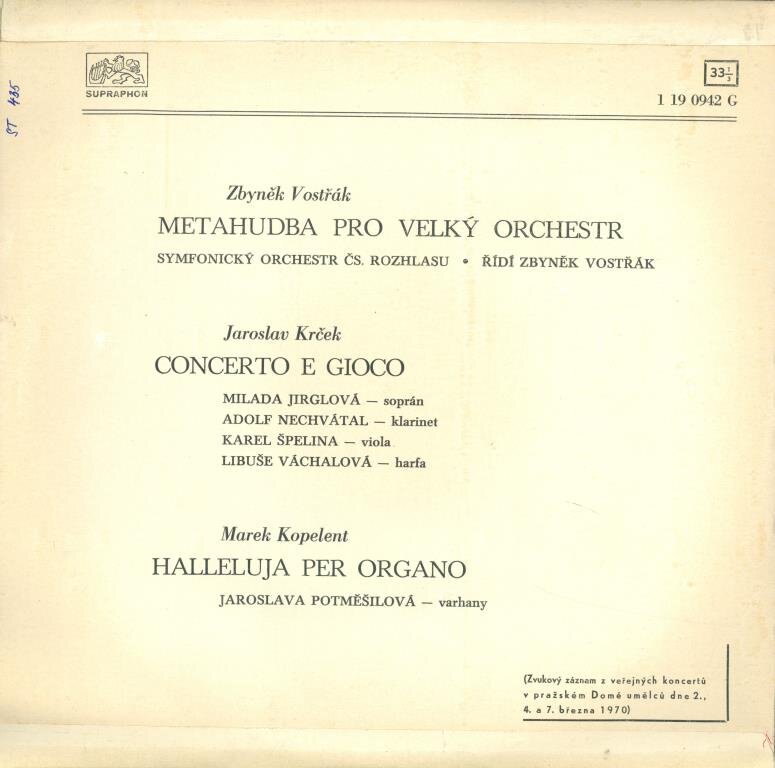 SUPRAPHON
33 1/3
1 19 0942 G
ST 435
Zbyněk Vostřák
METAHUDBA PRO VELKÝ ORCHESTR
SYMFONICKÝ ORCHESTR ČS. ROZHLASU • ŘÍDÍ ZBYNĚK VOSTŘÁK
Jaroslav Krček
CONCERTO E GIOCO
MILADA JIRGLOVÁ — soprán
ADOLF NECHVÁTAL — klarinet
KAREL ŠPELINA — viola
LIBUŠE VÁCHALOVÁ — harfa
Marek Kopelent
HALLELUJA PER ORGANO
JAROSLAVA POTMĚŠILOVÁ — varhany
(Zvukový záznam z veřejných koncertů
v pražském Domě umělců dne 2.,
4. a 7. března 1970)